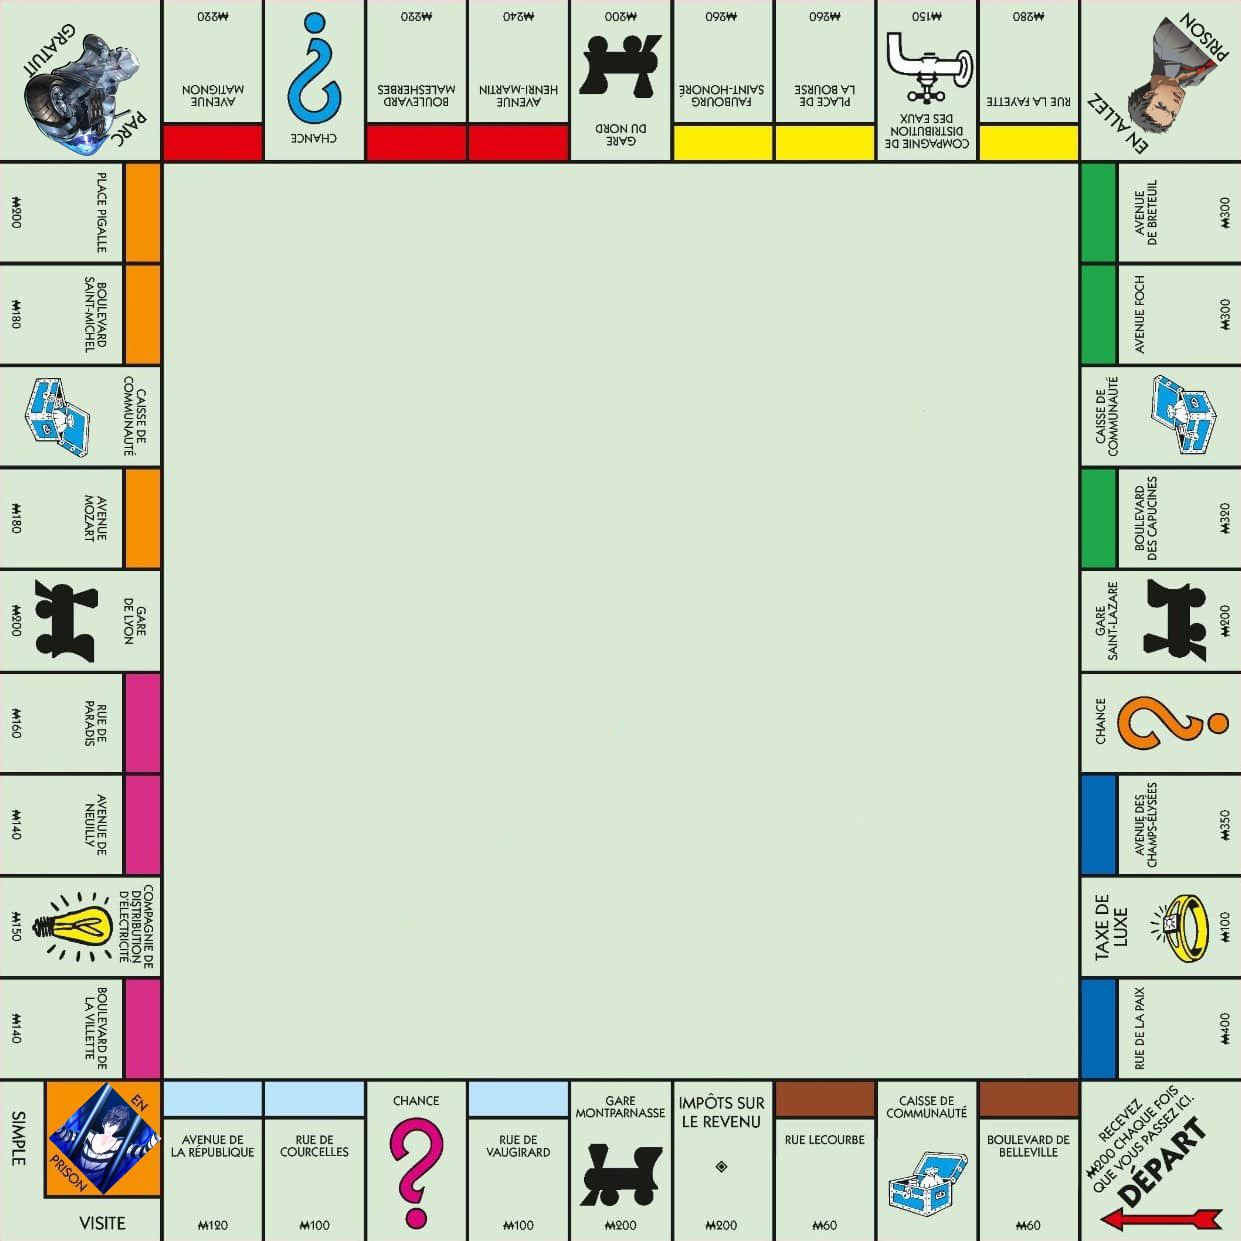 PARC
GRATUIT
₩220
AVENUE
MATIGNON
CHANCE
₩220
BOULEVARD
MALESHERBES
₩240
AVENUE
HENRI-MARTIN
₩200
GARE
DU NORD
₩260
FAUBOURG
SAINT-HONORÉ
₩260
PLACE DE
LA BOURSE
₩150
COMPAGNIE DE
DISTRIBUTION
DES EAUX
₩280
RUE LA FAYETTE
EN ALLEZ
PRISON
AVENUE
DE BRETEUIL
₩300
AVENUE FOCH
₩300
CAISSE DE
COMMUNAUTÉ
BOULEVARD
DES CAPUCINES
₩320
GARE
SAINT-LAZARE
₩200
CHANCE
AVENUE DES
CHAMPS-ÉLYSÉES
₩350
TAXE DE
LUXE
₩100
RUE DE LA PAIX
₩400
RECEVEZ
₩200 CHAQUE FOIS
QUE VOUS PASSEZ ICI.
DÉPART
BOULEVARD DE
BELLEVILLE
₩60
CAISSE DE
COMMUNAUTÉ
RUE LECOURBE
₩60
IMPÔTS SUR
LE REVENU
₩200
GARE
MONTPARNASSE
₩200
RUE DE
VAUGIRARD
₩100
CHANCE
RUE DE
COURCELLES
₩100
AVENUE DE
LA RÉPUBLIQUE
₩120
EN
PRISON
SIMPLE
VISITE
BOULEVARD DE
LA VILLETTE
₩140
COMPAGNIE DE
DISTRIBUTION
D'ÉLECTRICITÉ
₩150
AVENUE DE
NEUILLY
₩140
RUE DE
PARADIS
₩160
GARE
DE LYON
₩200
AVENUE
MOZART
₩180
CAISSE DE
COMMUNAUTÉ
BOULEVARD
SAINT-MICHEL
₩180
PLACE PIGALLE
₩200